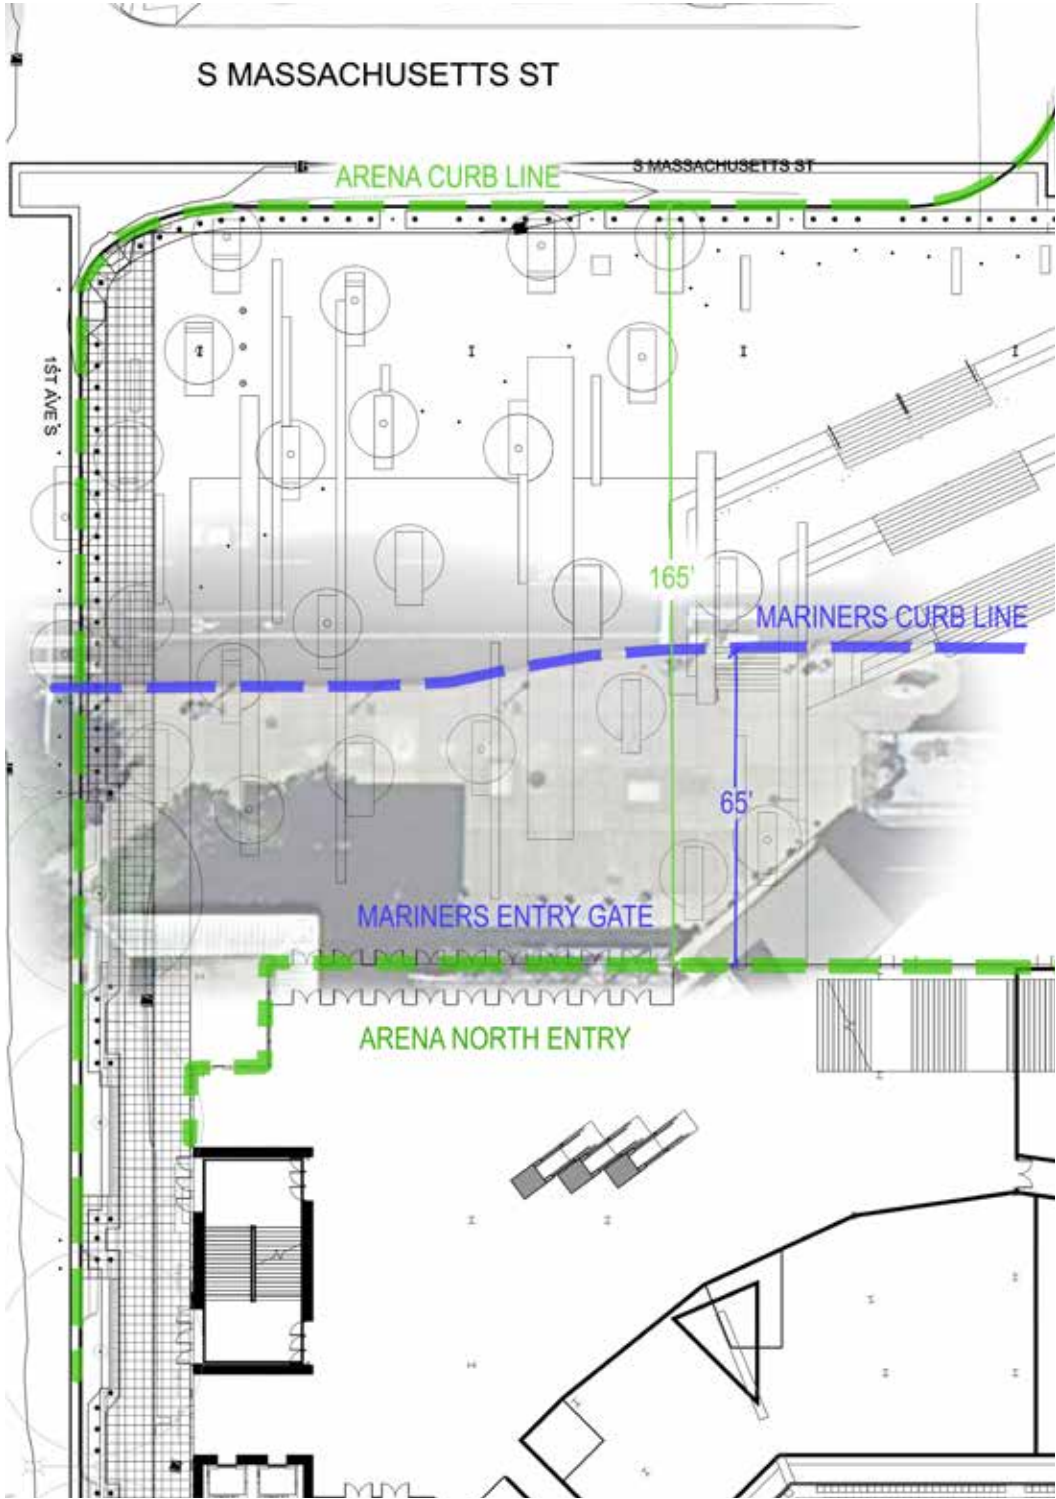 S MASSACHUSETTS ST
S MASSACHUSETTS ST
ARENA CURB LINE
1ST AVE S
165'
MARINERS CURB LINE
65'
MARINERS ENTRY GATE
ARENA NORTH ENTRY